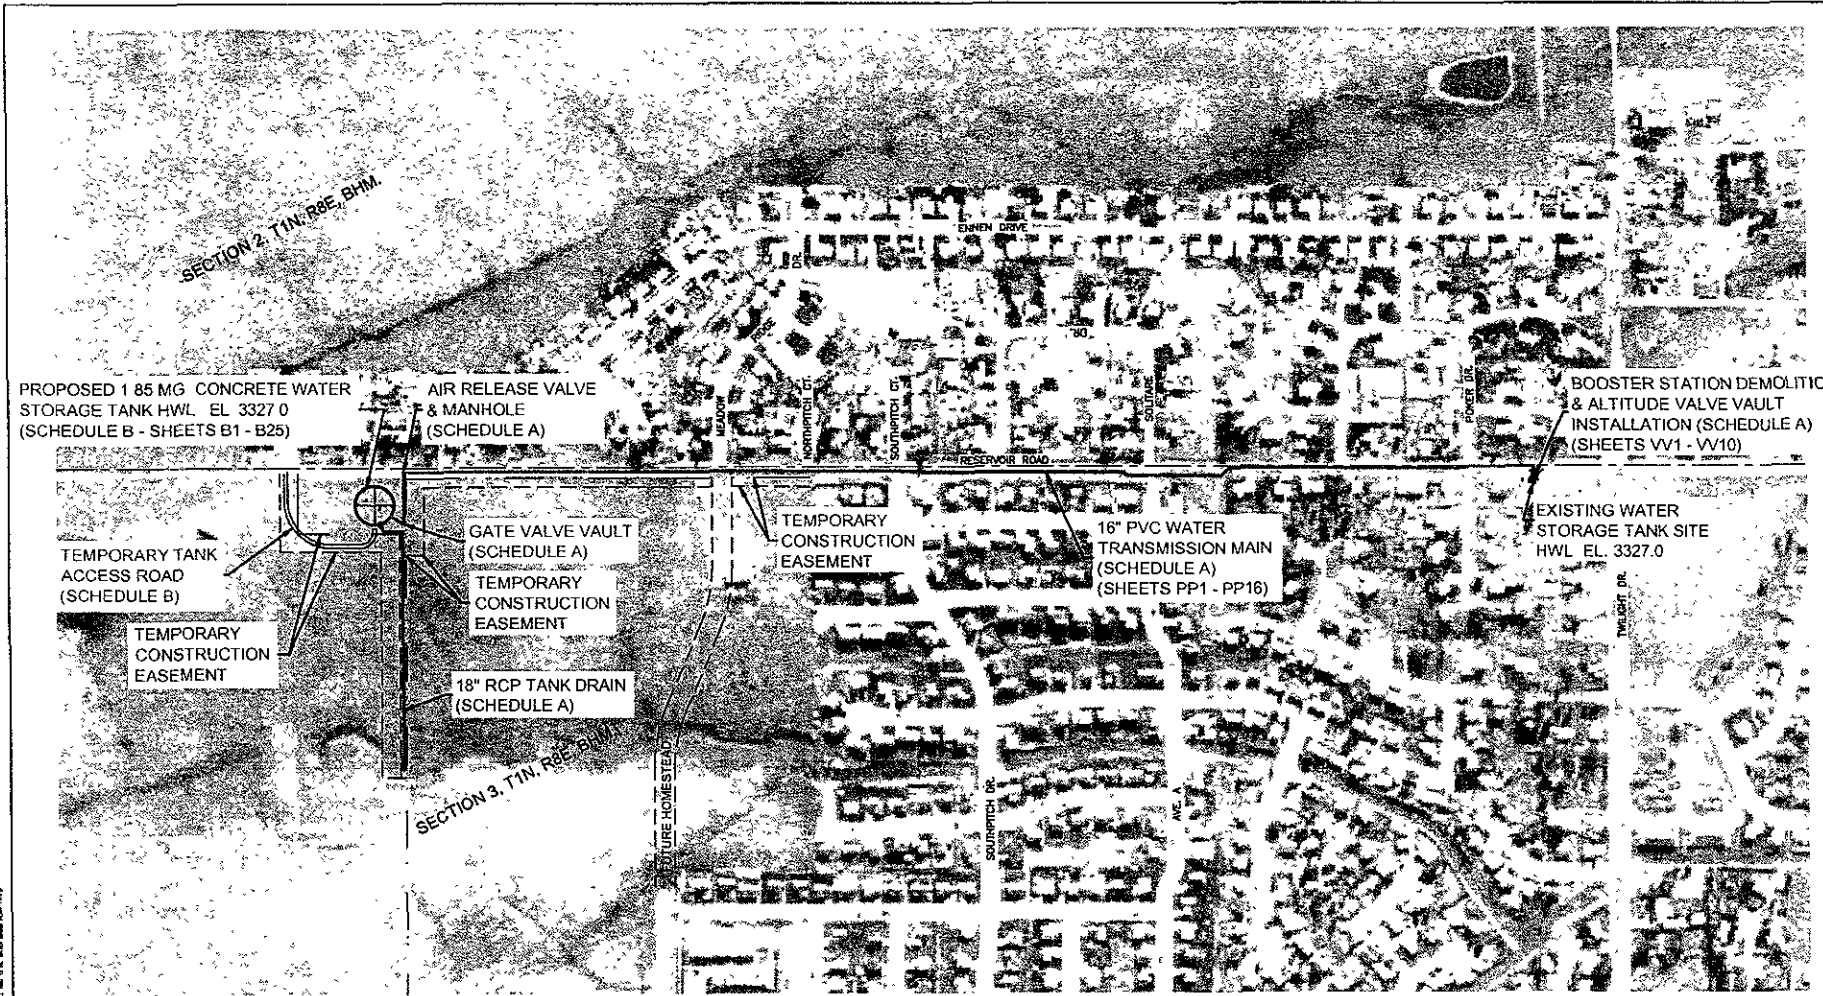 SECTION 2, T1N, R8E, BHM.
ENNEN DRIVE
DR.
RIDGE
DR.
PROPOSED 1 85 MG CONCRETE WATER
STORAGE TANK HWL EL 3327 0
(SCHEDULE B - SHEETS B1 - B25)
AIR RELEASE VALVE
& MANHOLE
(SCHEDULE A)
MEADOW
NORTHPITCH CT.
SOUTHPITCH CT.
SOLITUDE
POKER DR.
BOOSTER STATION DEMOLITIO
& ALTITUDE VALVE VAULT
INSTALLATION (SCHEDULE A)
(SHEETS VV1 - VV10)
RESERVOIR ROAD
TEMPORARY TANK
ACCESS ROAD
(SCHEDULE B)
GATE VALVE VAULT
(SCHEDULE A)
TEMPORARY
CONSTRUCTION
EASEMENT
TEMPORARY
CONSTRUCTION
EASEMENT
16" PVC WATER
TRANSMISSION MAIN
(SCHEDULE A)
(SHEETS PP1 - PP16)
EXISTING WATER
STORAGE TANK SITE
HWL EL. 3327.0
TWILIGHT DR.
TEMPORARY
CONSTRUCTION
EASEMENT
18" RCP TANK DRAIN
(SCHEDULE A)
SECTION 3, T1N, R8E, BHM.
FUTURE HOMESTEAD
SOUTHPITCH DR.
AVE. A